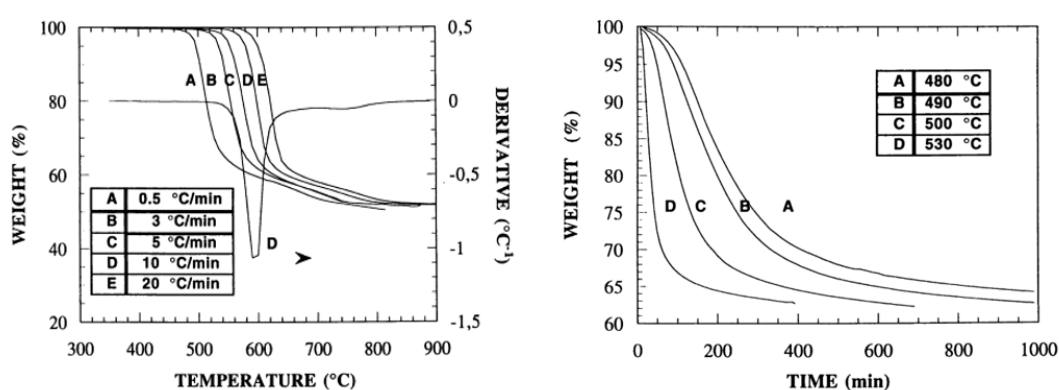 100
80
60
40
20
WEIGHT (%)
0,5
0
-0,5
-1
-1,5
DERIVATIVE (°C-1)
A B C D E
D
A 0.5 °C/min
B 3 °C/min
C 5 °C/min
D 10 °C/min
E 20 °C/min
300 400 500 600 700 800 900
TEMPERATURE (°C)
100
95
90
85
80
75
70
65
60
WEIGHT (%)
A 480 °C
B 490 °C
C 500 °C
D 530 °C
D C B A
0 200 400 600 800 1000
TIME (min)